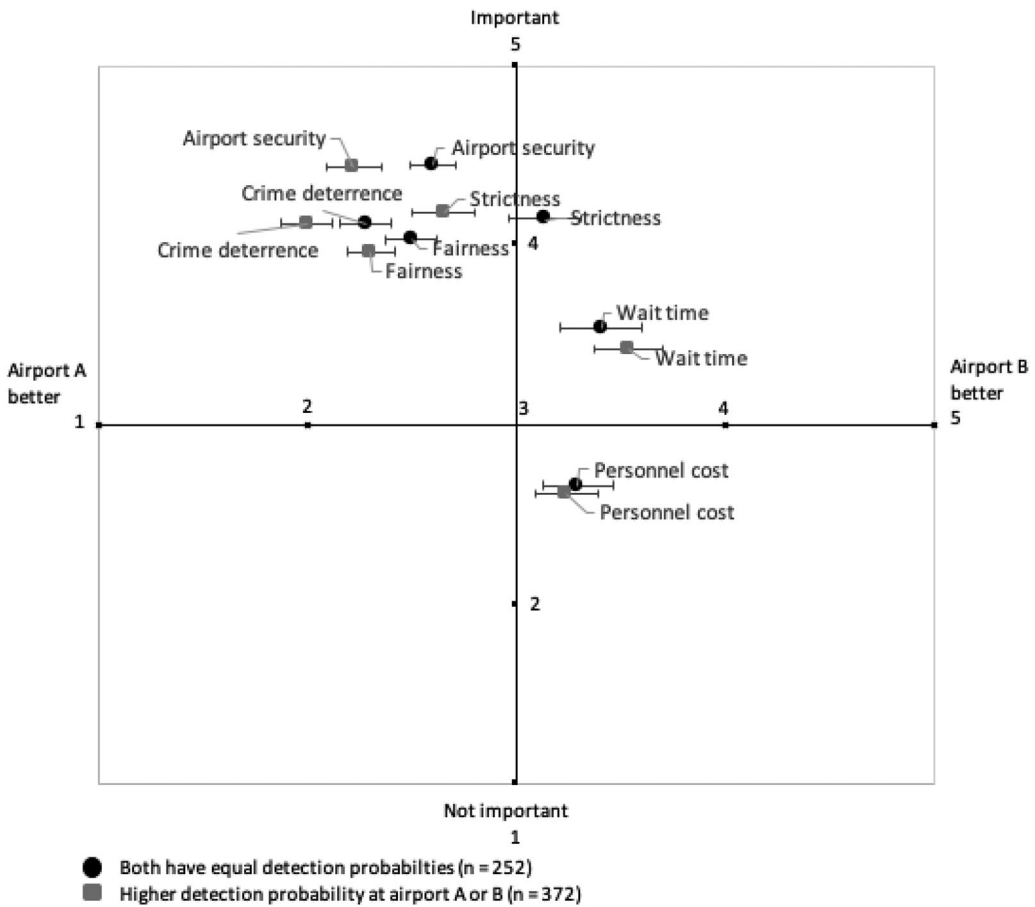 Important
5
Airport security
Airport security
Crime deterrence
Strictness
Strictness
Crime deterrence
Fairness
4
Fairness
Wait time
Wait time
Airport A
better
Airport B
better
1
2
3
4
5
Personnel cost
Personnel cost
2
Not important
1
Both have equal detection probabilties (n = 252)
Higher detection probability at airport A or B (n = 372)